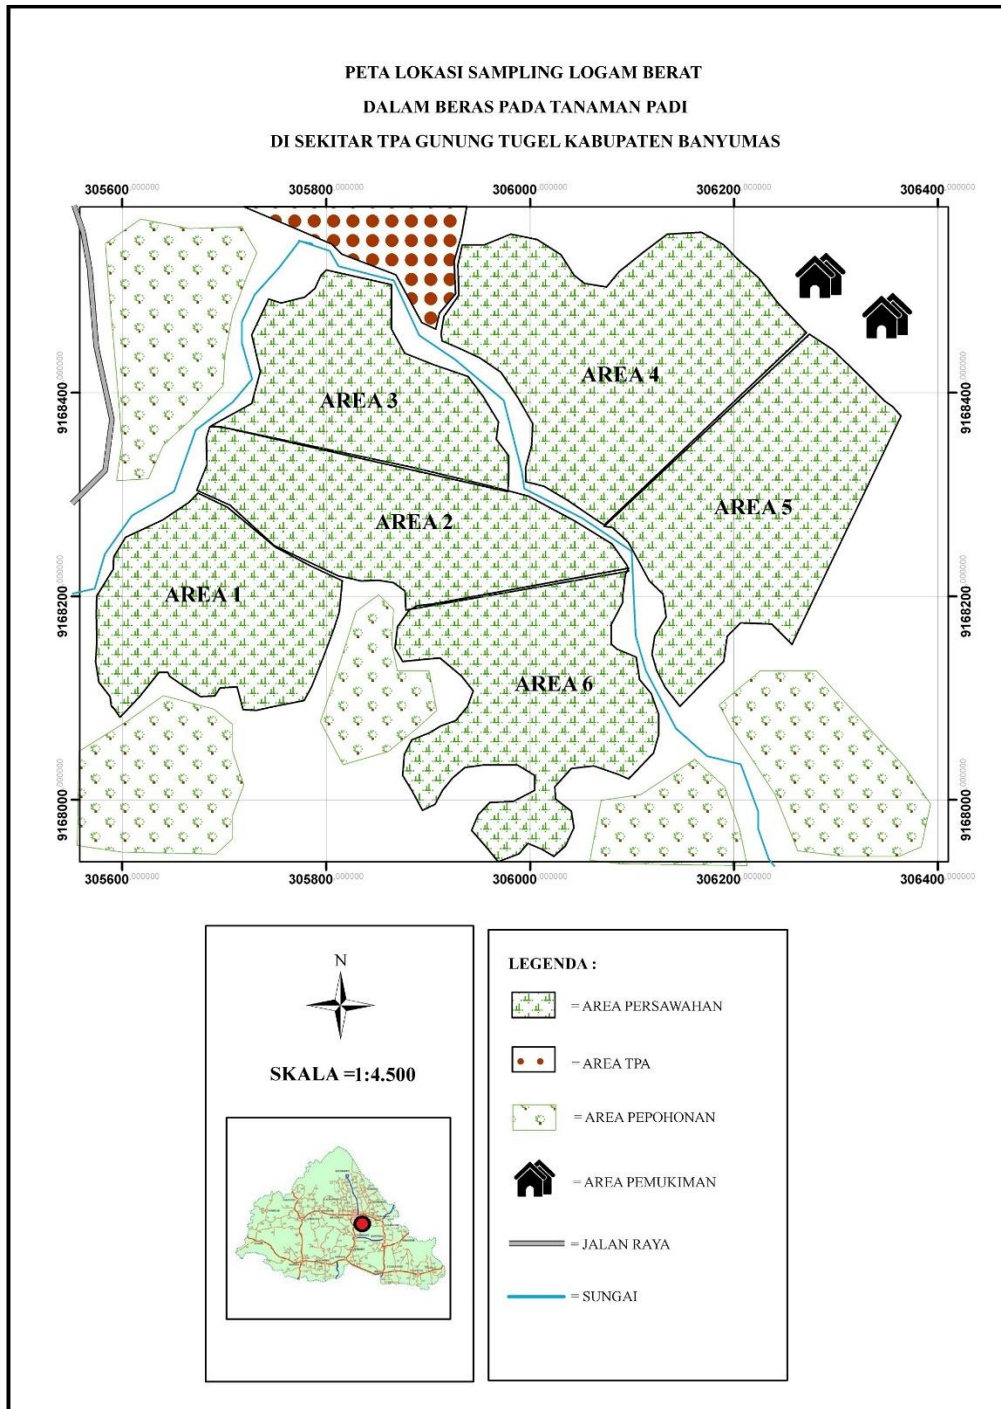 PETA LOKASI SAMPLING LOGAM BERAT
DALAM BERAS PADA TANAMAN PADI
DI SEKITAR TPA GUNUNG TUGEL KABUPATEN BANYUMAS
305600.000000 305800.000000 306000.000000 306200.000000 306400.000000
9168400.000000 9168400.000000
9168200.000000 9168200.000000
9168000.000000 9168000.000000
AREA 4
AREA 3
AREA 5
AREA 2
AREA 1
AREA 6
305600.000000 305800.000000 306000.000000 306200.000000 306400.000000
N
SKALA =1:4.500
LEGENDA :
= AREA PERSAWAHAN
= AREA TPA
= AREA PEPOHONAN
= AREA PEMUKIMAN
= JALAN RAYA
= SUNGAI